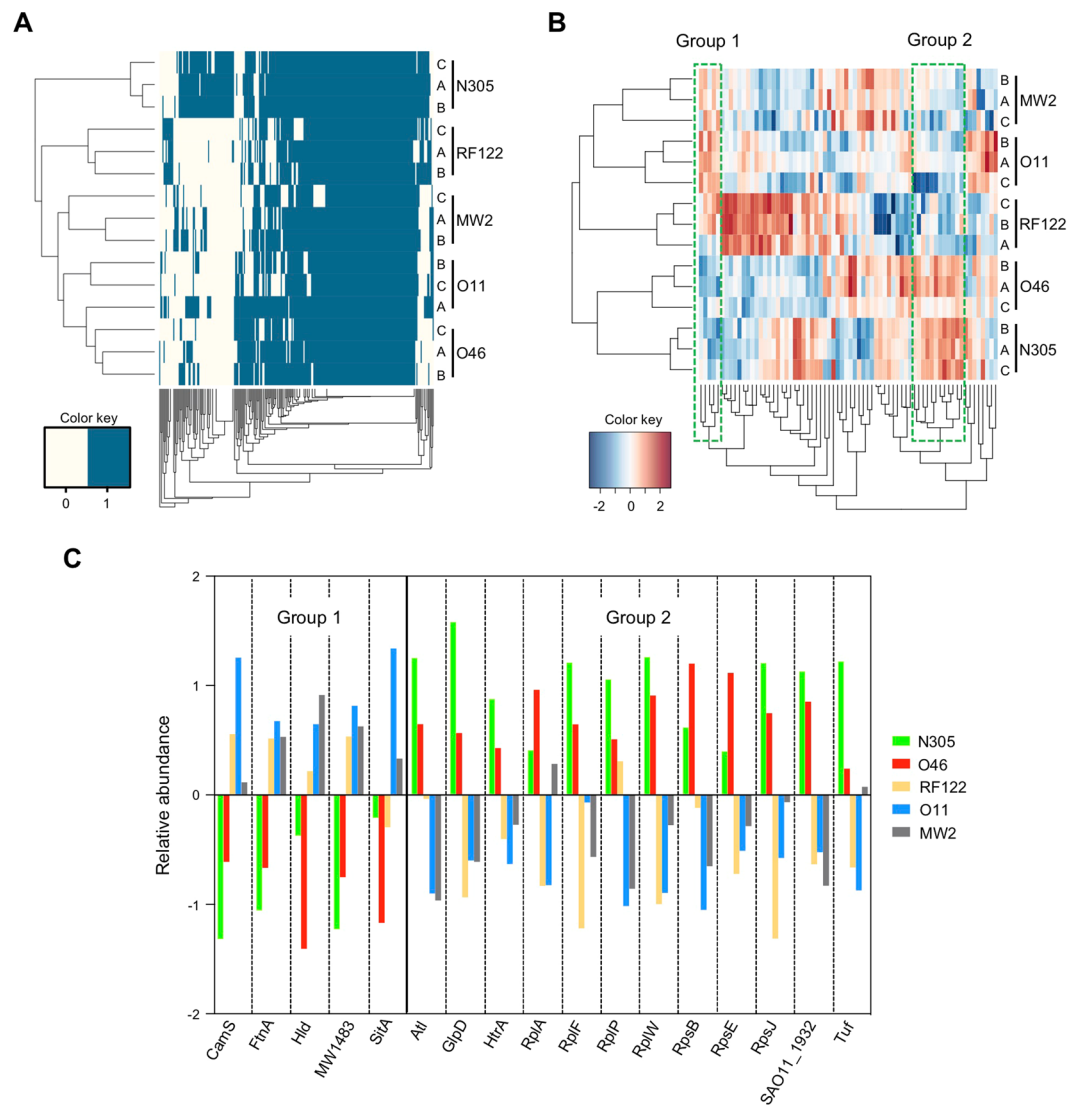 A
C
A
B
N305
C
A
B
RF122
C
A
B
MW2
B
C
A
O11
C
A
B
O46
Color key
0 1
B
Group 1 Group 2
B
A
C
MW2
B
A
C
O11
C
B
A
RF122
B
A
C
O46
B
A
C
N305
Color key
-2 0 2
C
Relative abundance
2
1
0
-1
-2
Group 1 Group 2
N305
O46
RF122
O11
MW2
CamS
FtnA
Hld
MW1483
SitA
Atl
GlpD
HtrA
RplA
RplF
RplP
RplW
RpsB
RpsE
RpsJ
SAO11_1932
Tuf